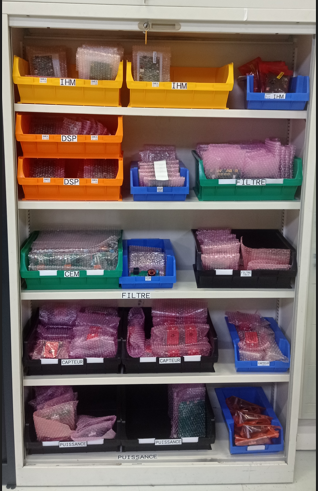 IHM
IHM
IHM
DSP
DSP
FILTRE
CEM
FILTRE
CAPTEUR
CAPTEUR
PUISSANCE
PUISSANCE
PUISSANCE